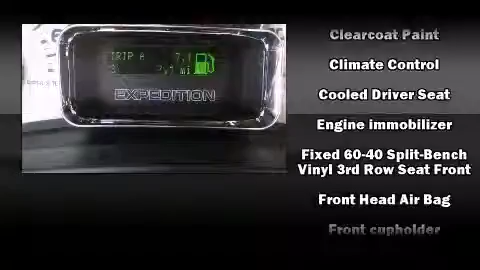 TRIP A
mi
EXPEDITION
Clearcoat Paint
Climate Control
Cooled Driver Seat
Engine immobilizer
Fixed 60-40 Split-Bench
Vinyl 3rd Row Seat Front
Front Head Air Bag
Front cupholder